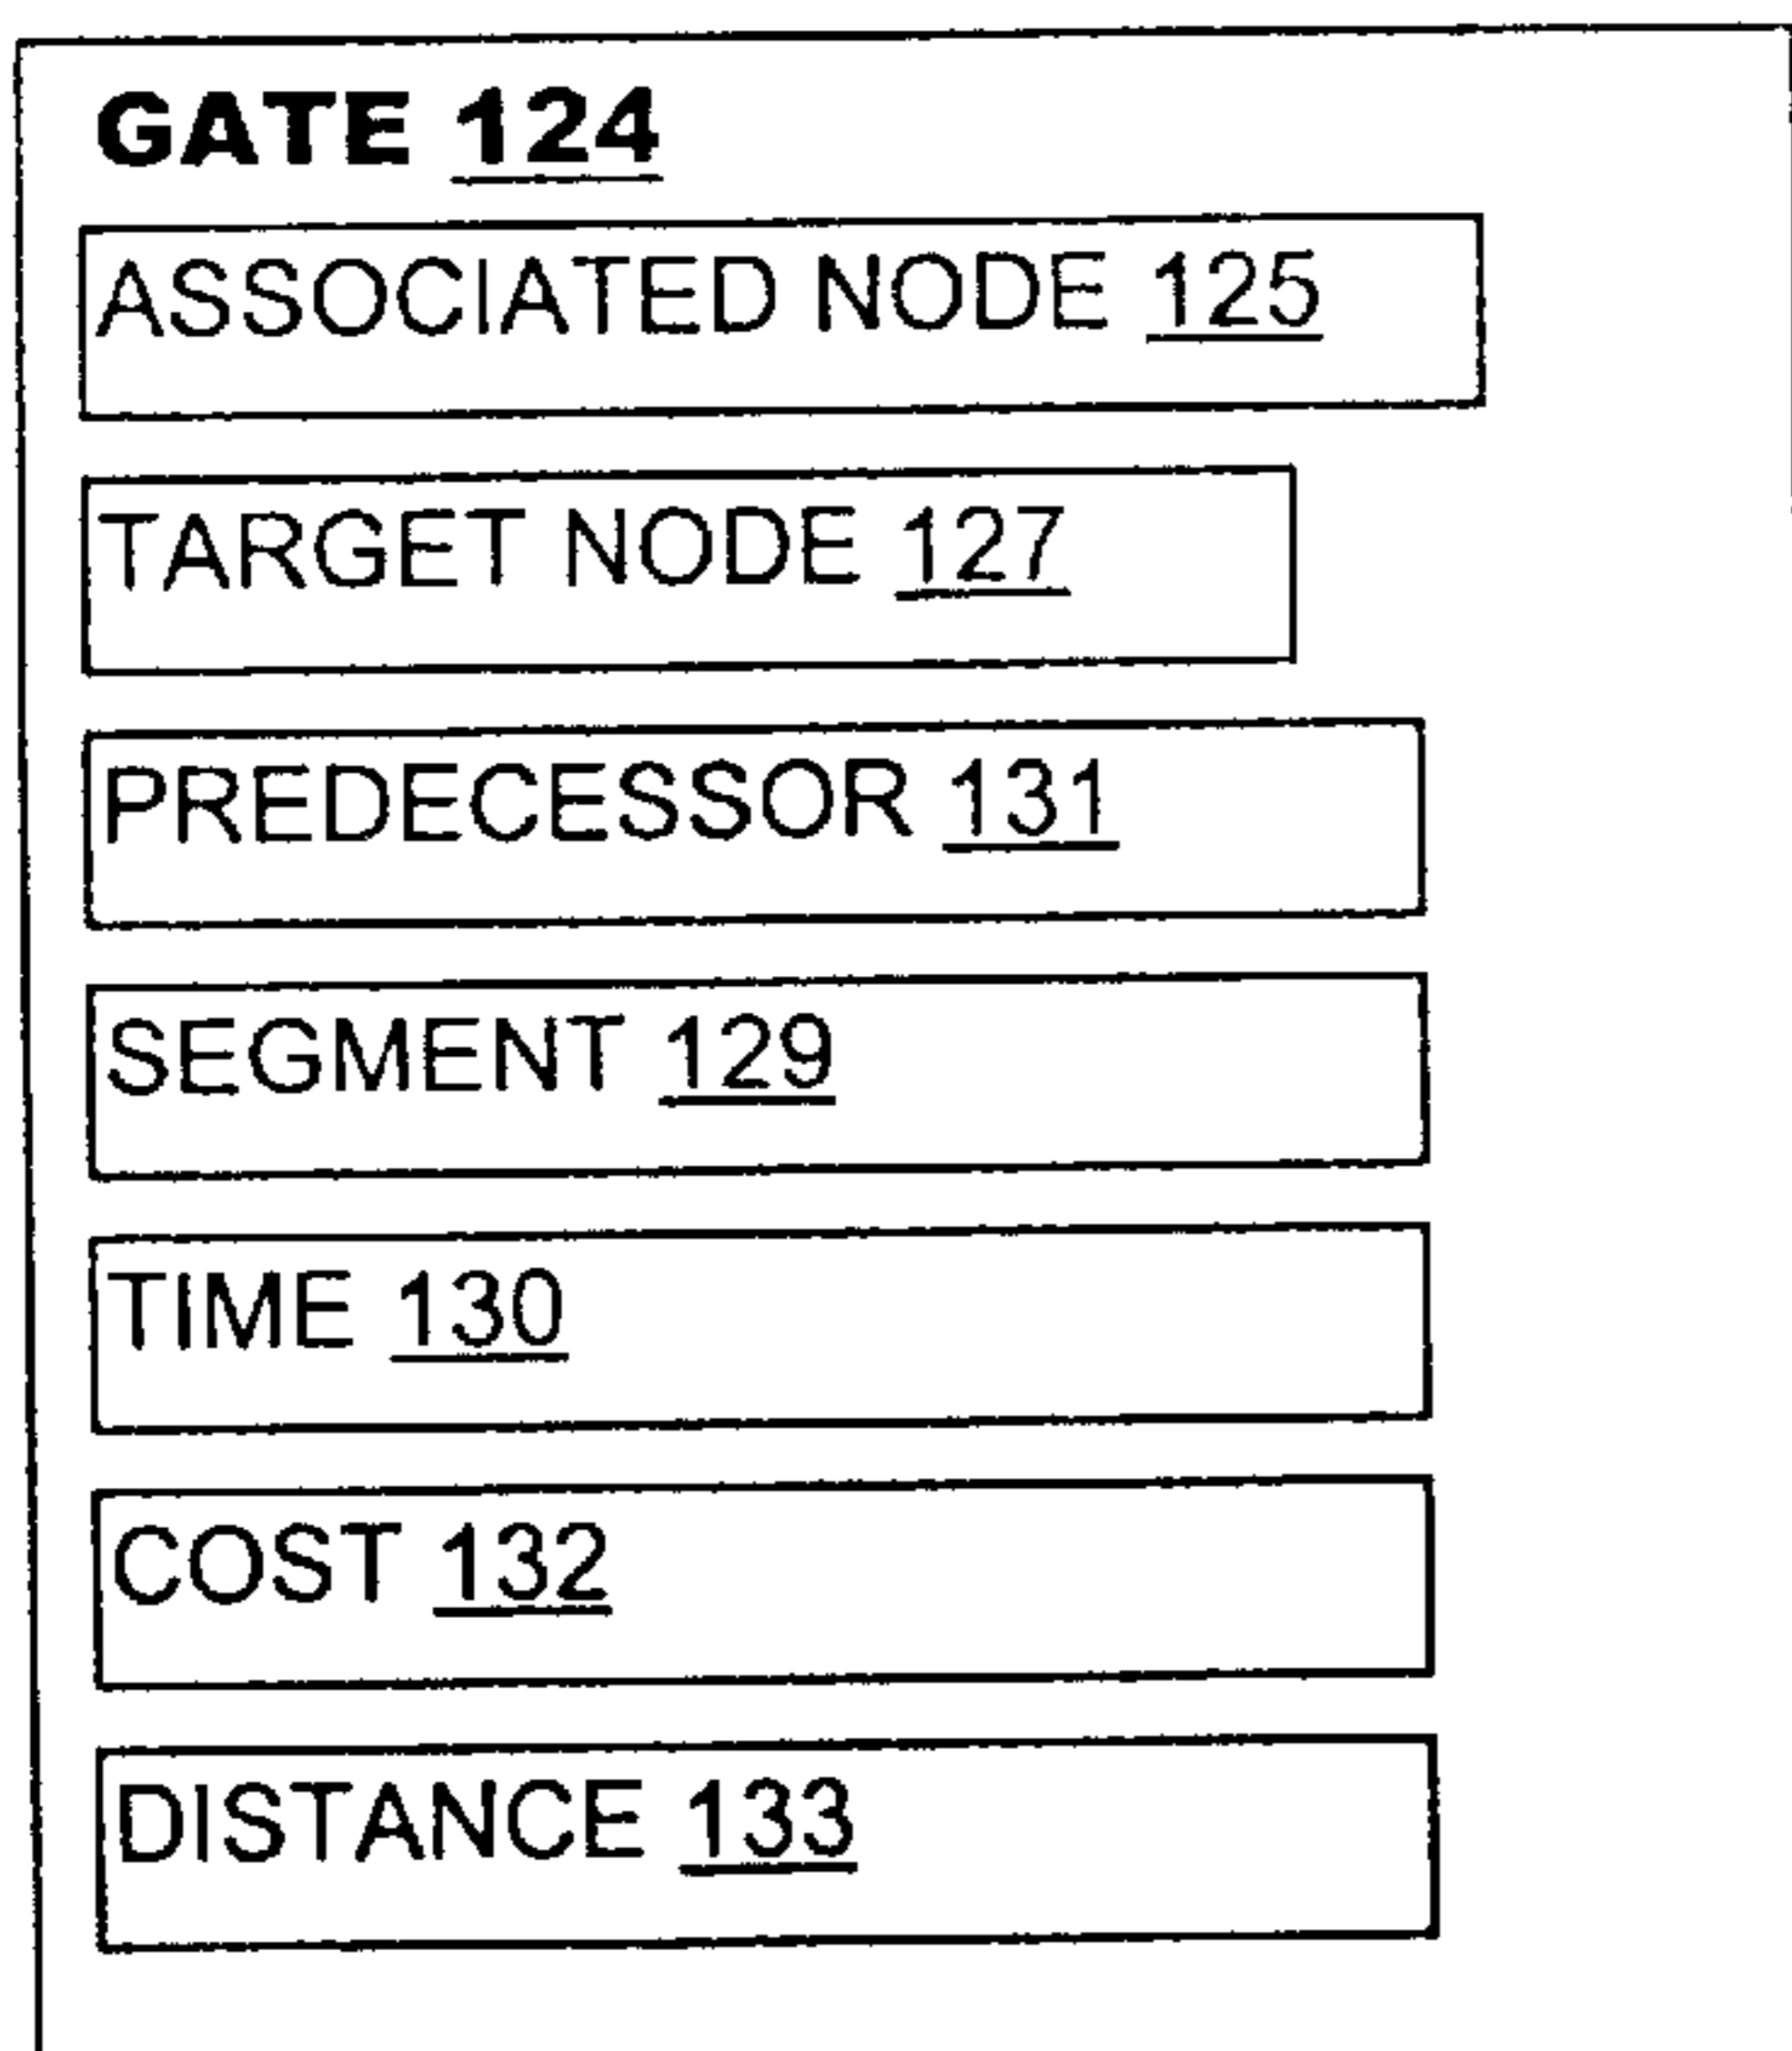 GATE 124
ASSOCIATED NODE 125
TARGET NODE 127
PREDECESSOR 131
SEGMENT 129
TIME 130
COST 132
DISTANCE 133